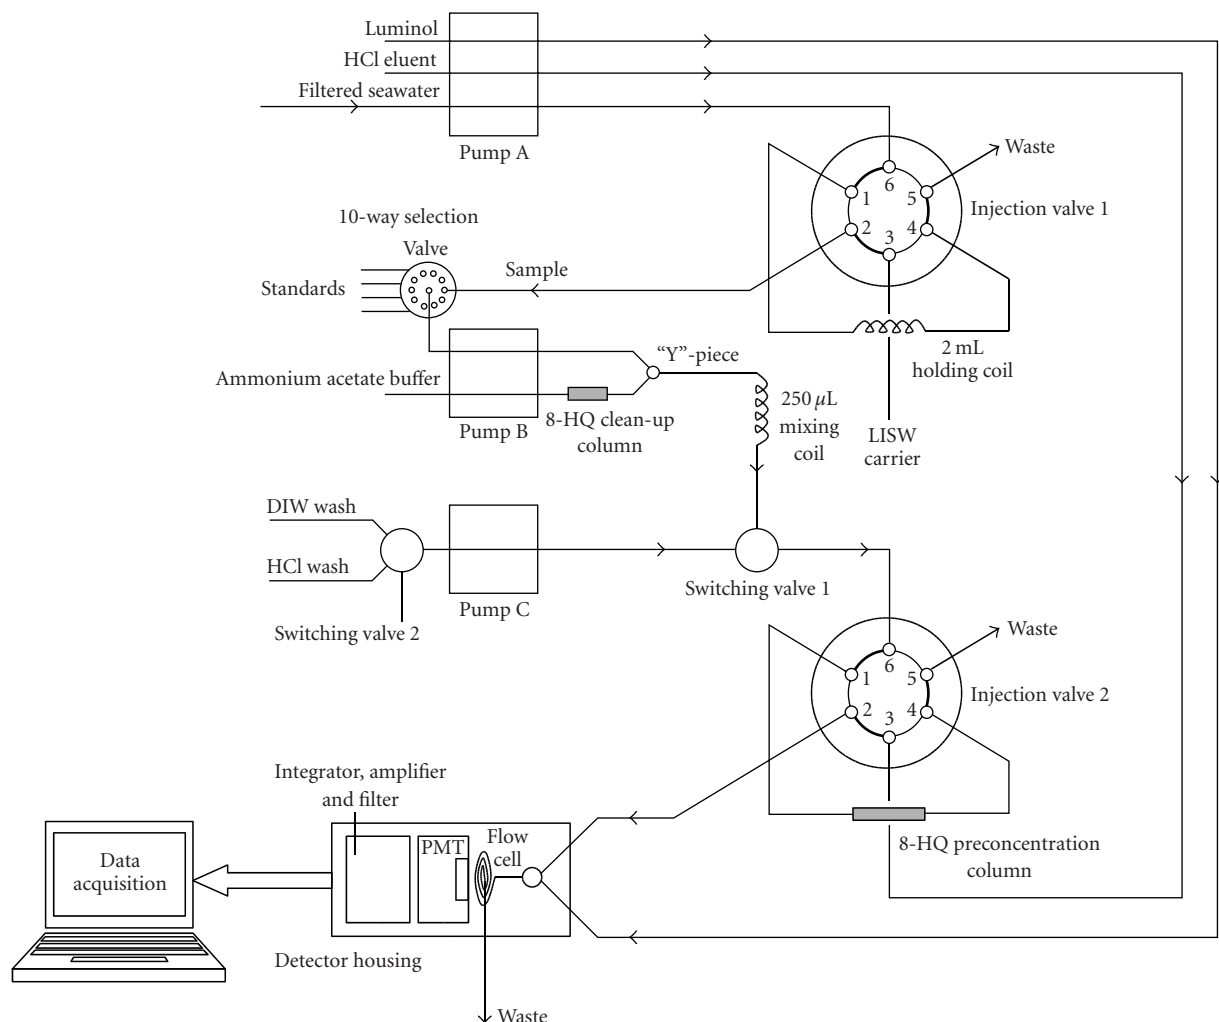 Luminol
HCl eluent
Filtered seawater
Pump A
Waste
6
1
5
2
3
4
Injection valve 1
10-way selection
Valve
Sample
Standards
"Y"-piece
2 mL
holding coil
Ammonium acetate buffer
250 µL
mixing
coil
8-HQ clean-up
column
Pump B
LISW
carrier
DIW wash
HCl wash
Switching valve 1
Pump C
Switching valve 2
Waste
6
1
5
2
3
4
Injection valve 2
Integrator, amplifier
and filter
PMT
Flow
cell
8-HQ preconcentration
column
Data
acquisition
Detector housing
Waste